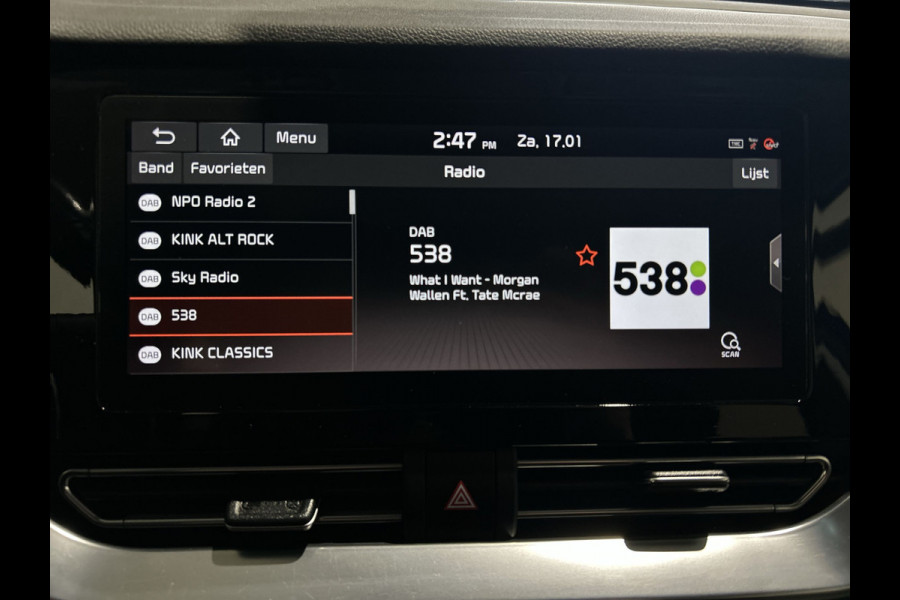 Menu
2:47 PM
Za, 17.01
Band
Favorieten
Radio
Lijst
DAB NPO Radio 2
DAB KINK ALT ROCK
DAB Sky Radio
DAB 538
DAB KINK CLASSICS
DAB
538
What I Want - Morgan
Wallen Ft. Tate Mcrae
538
SCAN